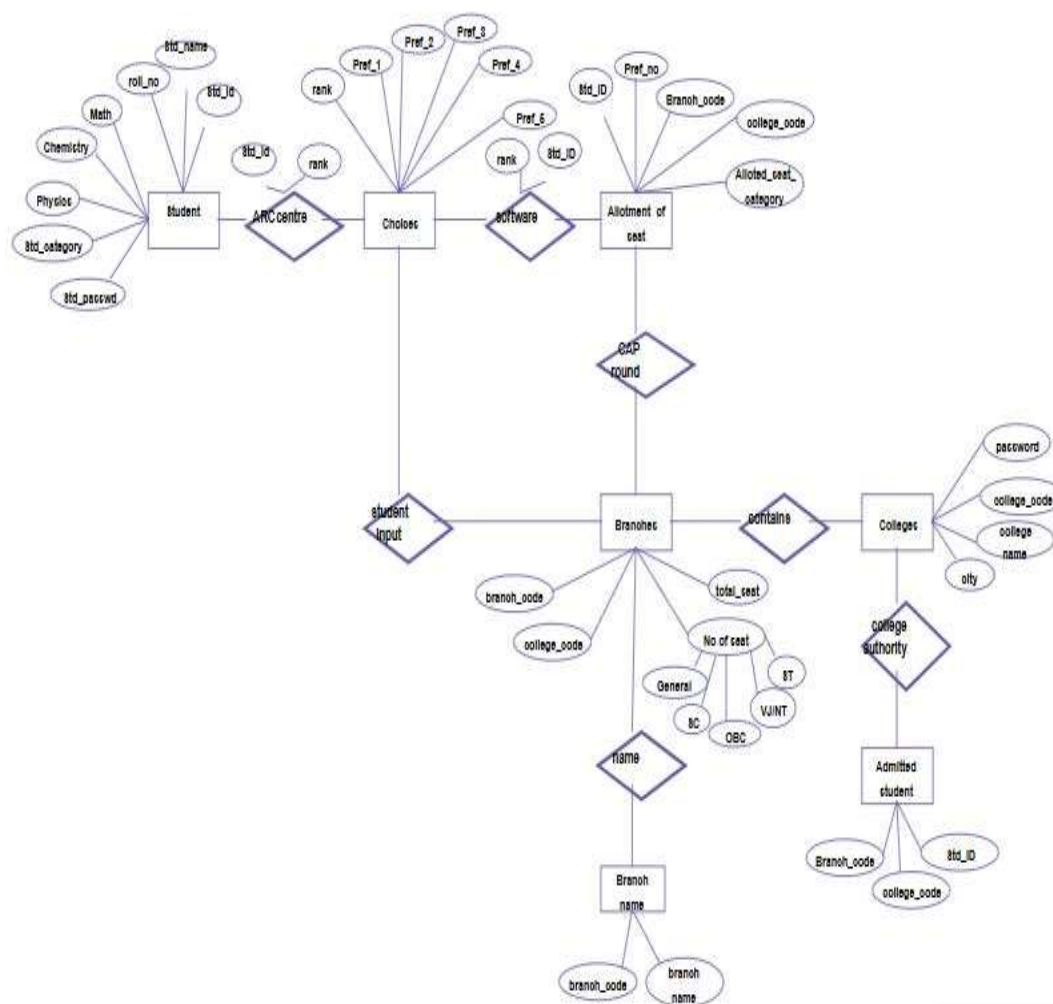 Std_name
roll_no
Std_Id
Math
Chemistry
Physics
Std_category
Std_passwd
Student
Std_Id
rank
ARC centre
rank
Pref_1
Pref_2
Pref_3
Pref_4
Pref_5
Choices
rank
Std_ID
software
Std_ID
Pref_no
Branch_code
college_code
Alloted_seat_
category
Allotment of
seat
CAP
round
student
input
Branches
contains
Colleges
password
college_code
college
name
city
branch_code
college_code
total_seat
No of seat
General
SC
OBC
VJ/NT
ST
college
authority
name
Admitted
student
Branch_code
college_code
Std_ID
Branch
name
branch_code
branch
name